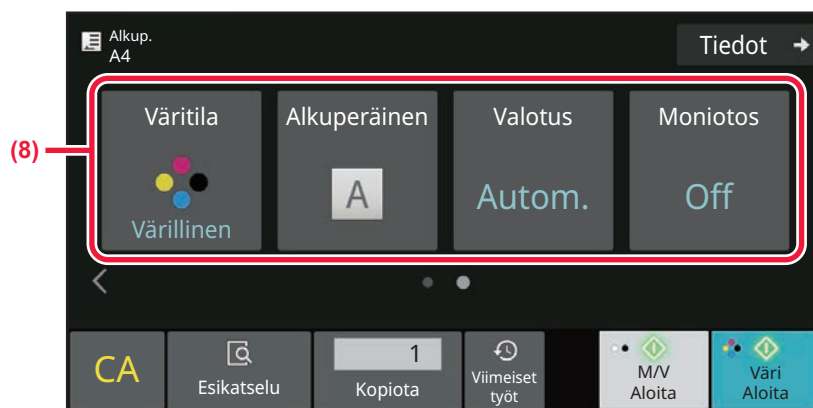 Alkup.
A4
Tiedot
(8)
Väritila
Alkuperäinen
Valotus
Moniotos
A
Värillinen
Autom.
Off
CA
Esikatselu
1
Kopiota
Viimeiset
työt
M/V
Aloita
Väri
Aloita